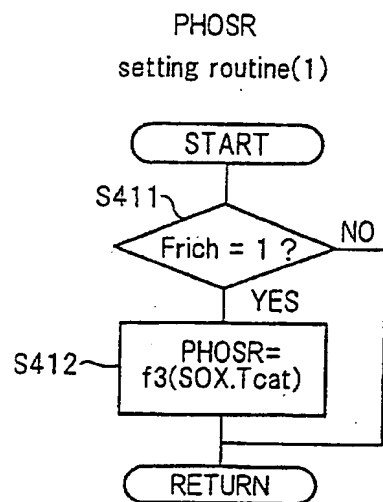 PHOSR
setting routine(1)
START
S411
Frich = 1 ?
NO
YES
S412
PHOSR=
f3(SOX.Tcat)
RETURN